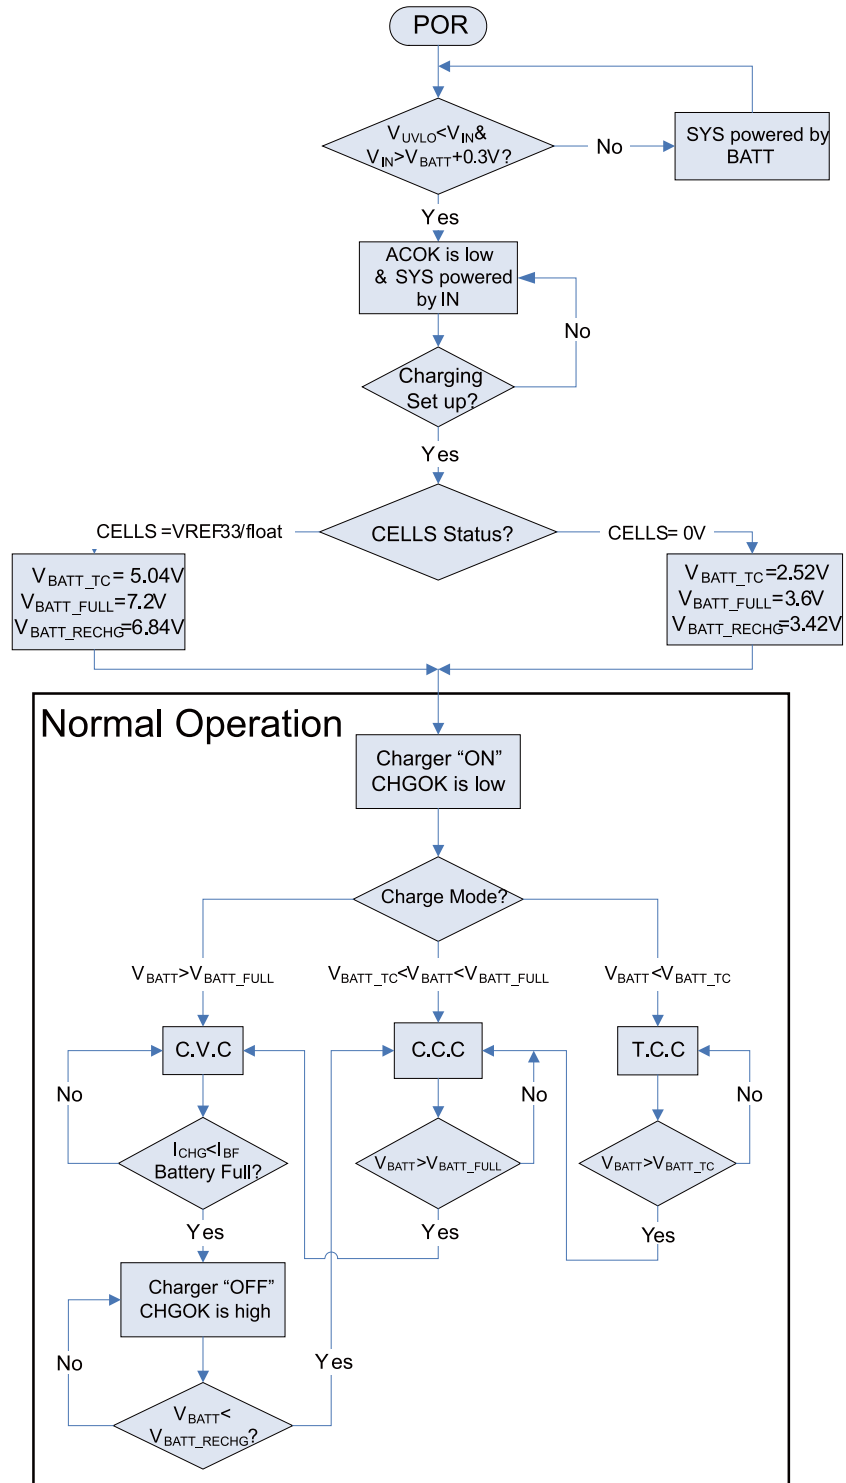 POR
VUVLO<VIN&
VIN>VBATT+0.3V?
No
SYS powered by
BATT
Yes
ACOK is low
& SYS powered
by IN
No
Charging
Set up?
Yes
CELLS =VREF33/float
CELLS Status?
CELLS= 0V
VBATT_TC= 5.04V
VBATT_FULL=7.2V
VBATT_RECHG=6.84V
VBATT_TC=2.52V
VBATT_FULL=3.6V
VBATT_RECHG=3.42V
Normal Operation
Charger “ON”
CHGOK is low
Charge Mode?
VBATT>VBATT_FULL
VBATT_TC<VBATT<VBATT_FULL
VBATT<VBATT_TC
C.V.C
C.C.C
T.C.C
No
No
No
ICHG<IBF
Battery Full?
VBATT>VBATT_FULL
VBATT>VBATT_TC
Yes
Yes
Yes
Charger “OFF”
CHGOK is high
No
Yes
VBATT<
VBATT_RECHG?